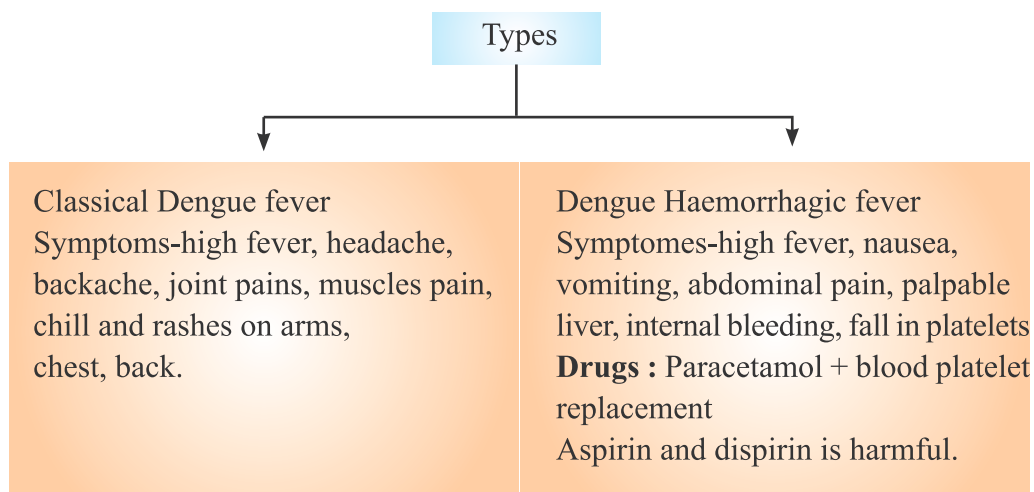 Types
Classical Dengue fever
Symptoms-high fever, headache,
backache, joint pains, muscles pain,
chill and rashes on arms,
chest, back.
Dengue Haemorrhagic fever
Symptomes-high fever, nausea,
vomiting, abdominal pain, palpable
liver, internal bleeding, fall in platelets
Drugs : Paracetamol + blood platelet
replacement
Aspirin and dispirin is harmful.